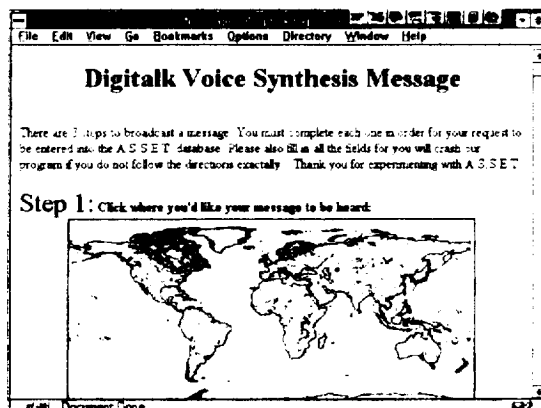 File Edit View Go Bookmarks Options Directory Window Help
Digitalk Voice Synthesis Message
There are 3 steps to broadcast a message. You must complete each one in order for your request to
be entered into the A.S.S.E.T. database. Please also fill in all the fields for you will crash our
program if you do not follow the directions exactally. Thank you for experimenting with A.S.S.E.T
Step 1: Click where you'd like your message to be heard:
Document Done